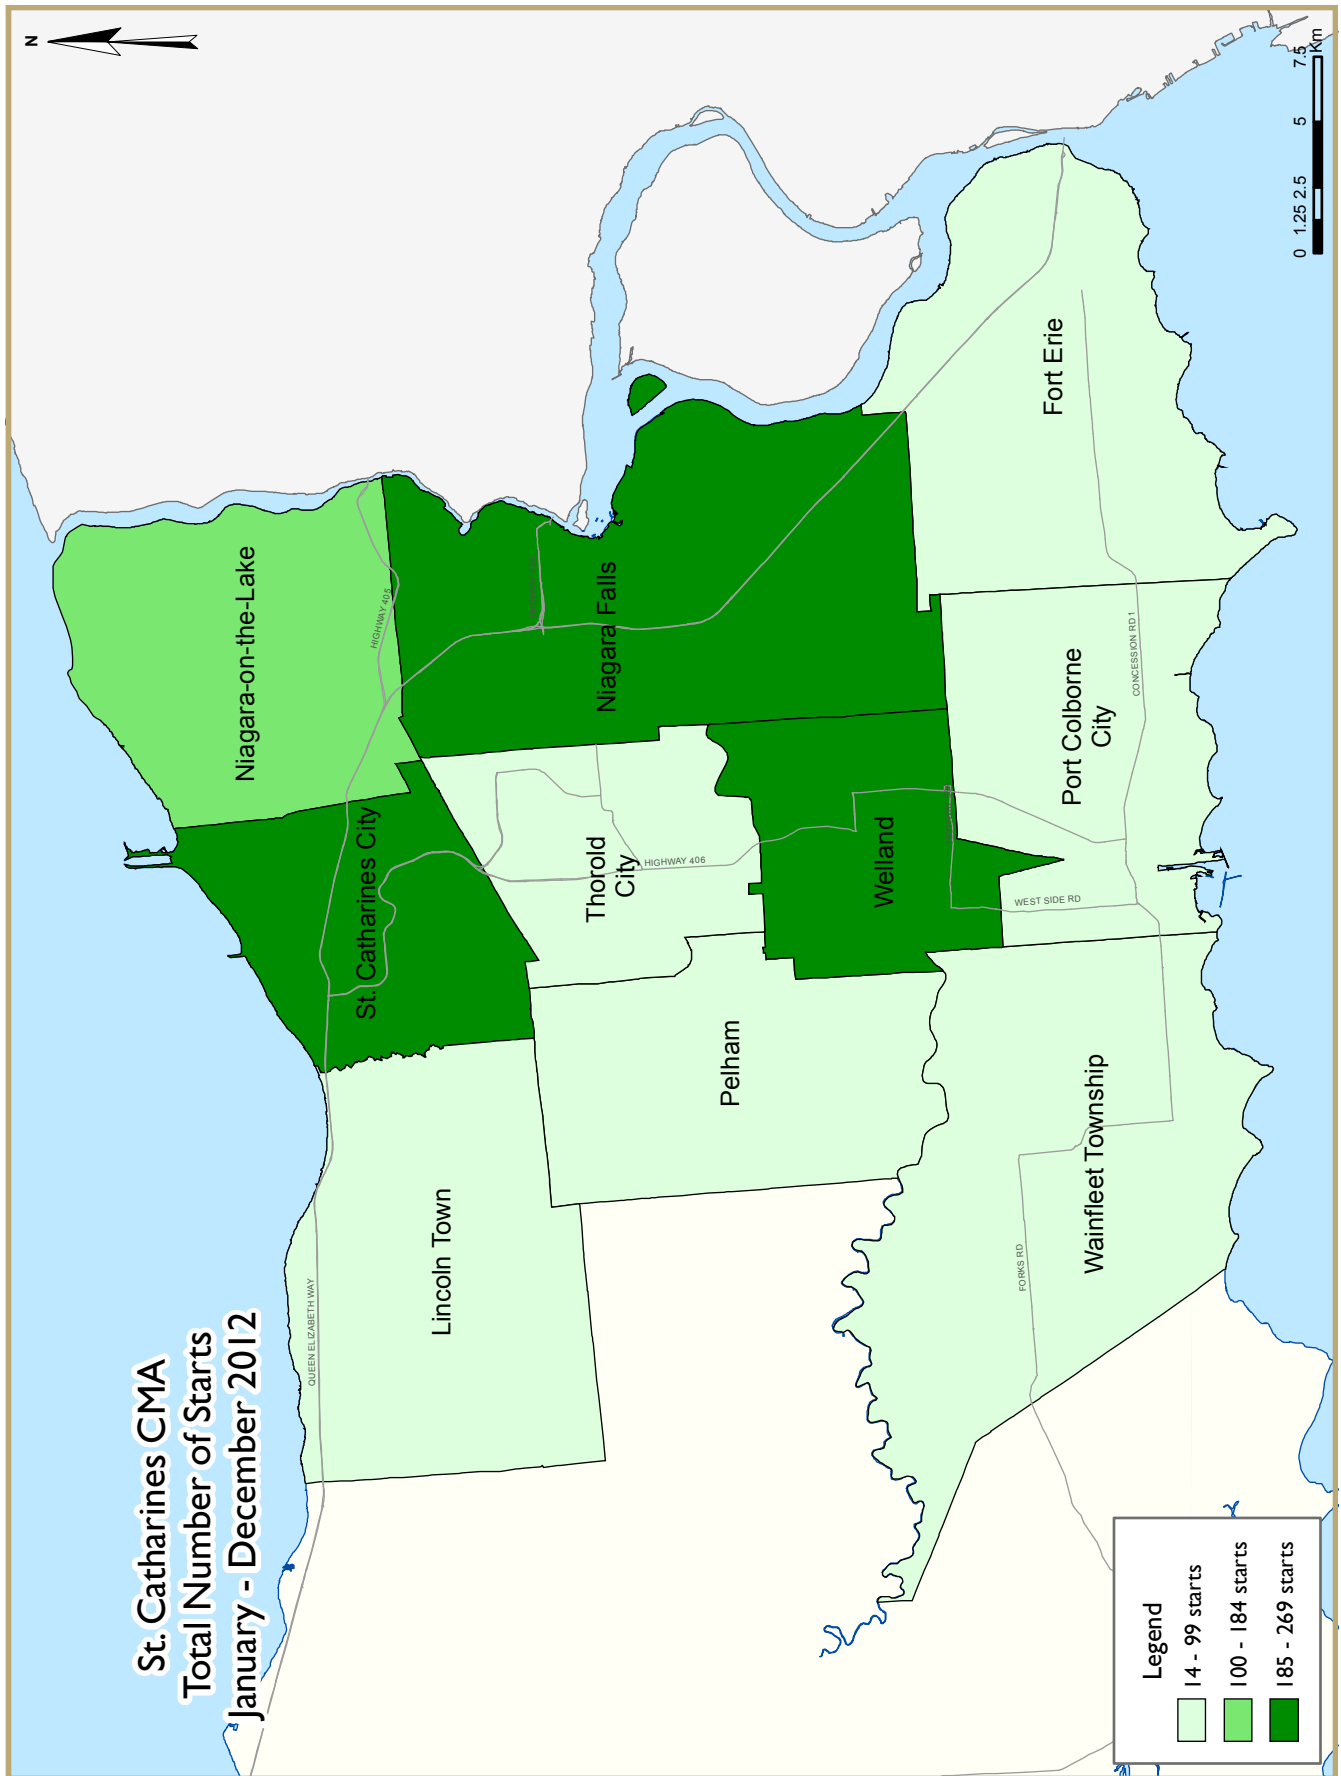 St. Catharines CMA
Total Number of Starts
January - December 2012
N
QUEEN ELIZABETH WAY
Lincoln Town
St. Catharines City
Niagara-on-the-Lake
HIGHWAY 405
Niagara Falls
Thorold
City
HIGHWAY 406
Pelham
Welland
Wainfleet Township
FORKS RD
WEST SIDE RD
Port Colborne
City
CONCESSION RD 1
Fort Erie
Legend
14 - 99 starts
100 - 184 starts
185 - 269 starts
0 1.25 2.5 5 7.5
Km